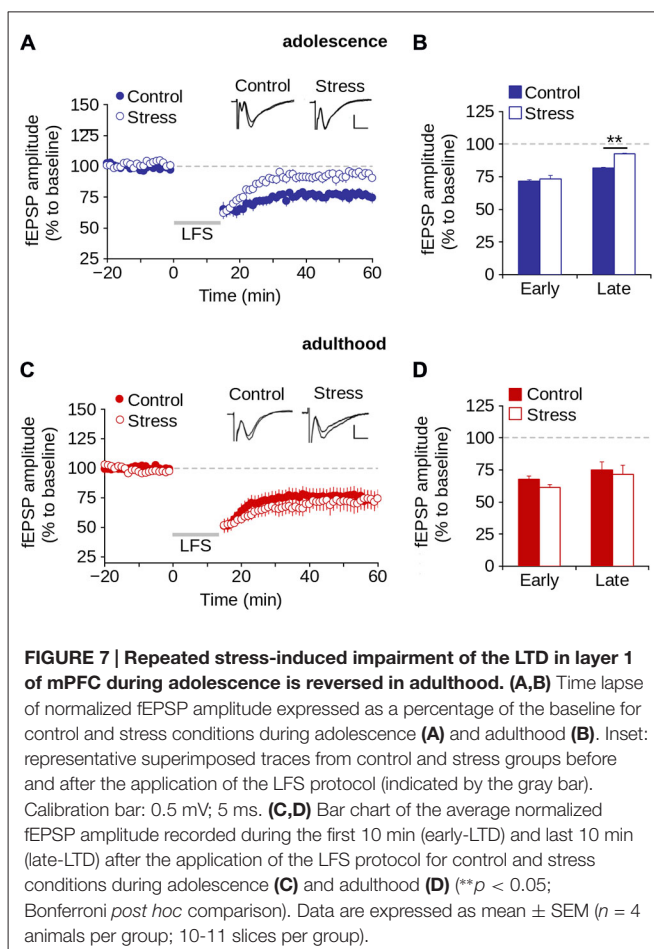 A
adolescence
Control
Stress
Control
Stress
150
125
100
75
50
25
fEPSP amplitude
(% to baseline)
LFS
−20
0
20
40
60
Time (min)
B
Control
Stress
125
100
75
50
25
0
fEPSP amplitude
(% to baseline)
**
Early
Late
adulthood
C
Control
Stress
Control
Stress
150
125
100
75
50
25
fEPSP amplitude
(% to baseline)
LFS
−20
0
20
40
60
Time (min)
D
Control
Stress
125
100
75
50
25
0
fEPSP amplitude
(% to baseline)
Early
Late
FIGURE 7 | Repeated stress-induced impairment of the LTD in layer 1
of mPFC during adolescence is reversed in adulthood. (A,B) Time lapse
of normalized fEPSP amplitude expressed as a percentage of the baseline for
control and stress conditions during adolescence (A) and adulthood (B). Inset:
representative superimposed traces from control and stress groups before
and after the application of the LFS protocol (indicated by the gray bar).
Calibration bar: 0.5 mV; 5 ms. (C,D) Bar chart of the average normalized
fEPSP amplitude recorded during the first 10 min (early-LTD) and last 10 min
(late-LTD) after the application of the LFS protocol for control and stress
conditions during adolescence (C) and adulthood (D) (**p < 0.05;
Bonferroni post hoc comparison). Data are expressed as mean ± SEM (n = 4
animals per group; 10-11 slices per group).